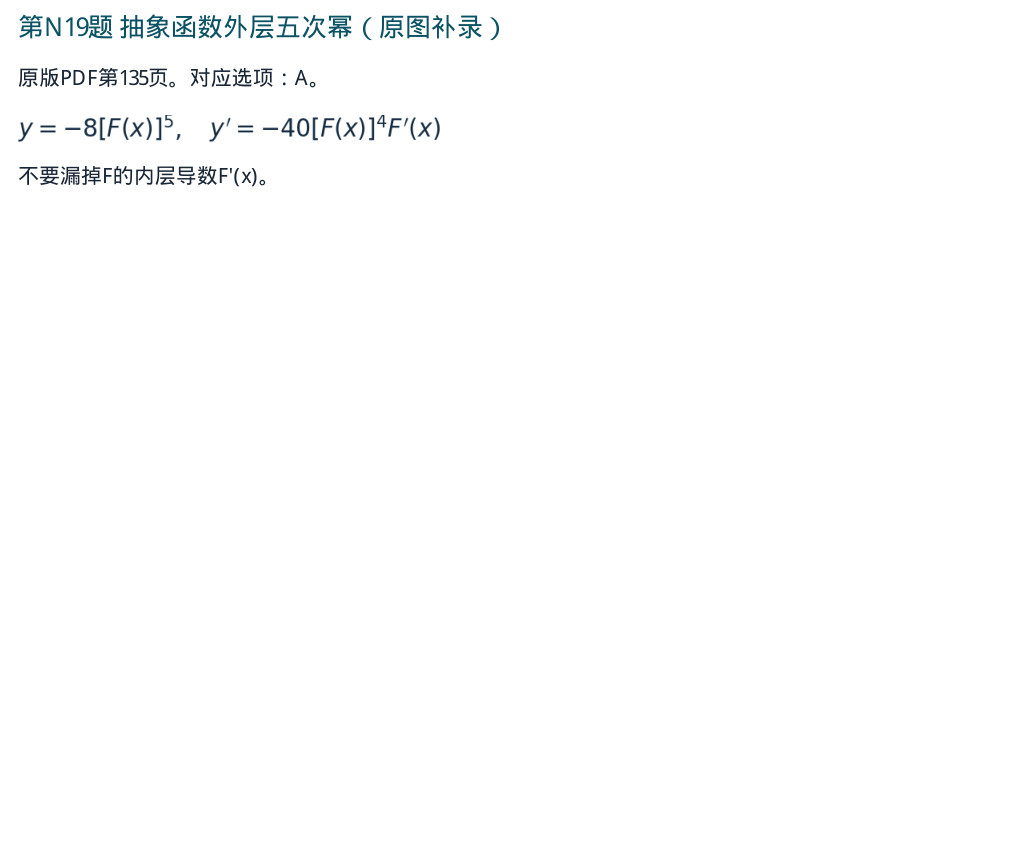 第N19题 抽象函数外层五次幂（原图补录）
原版PDF第135页。对应选项：A。
y = −8[F(x)]⁵, y′ = −40[F(x)]⁴F′(x)
不要漏掉F的内层导数F'(x)。